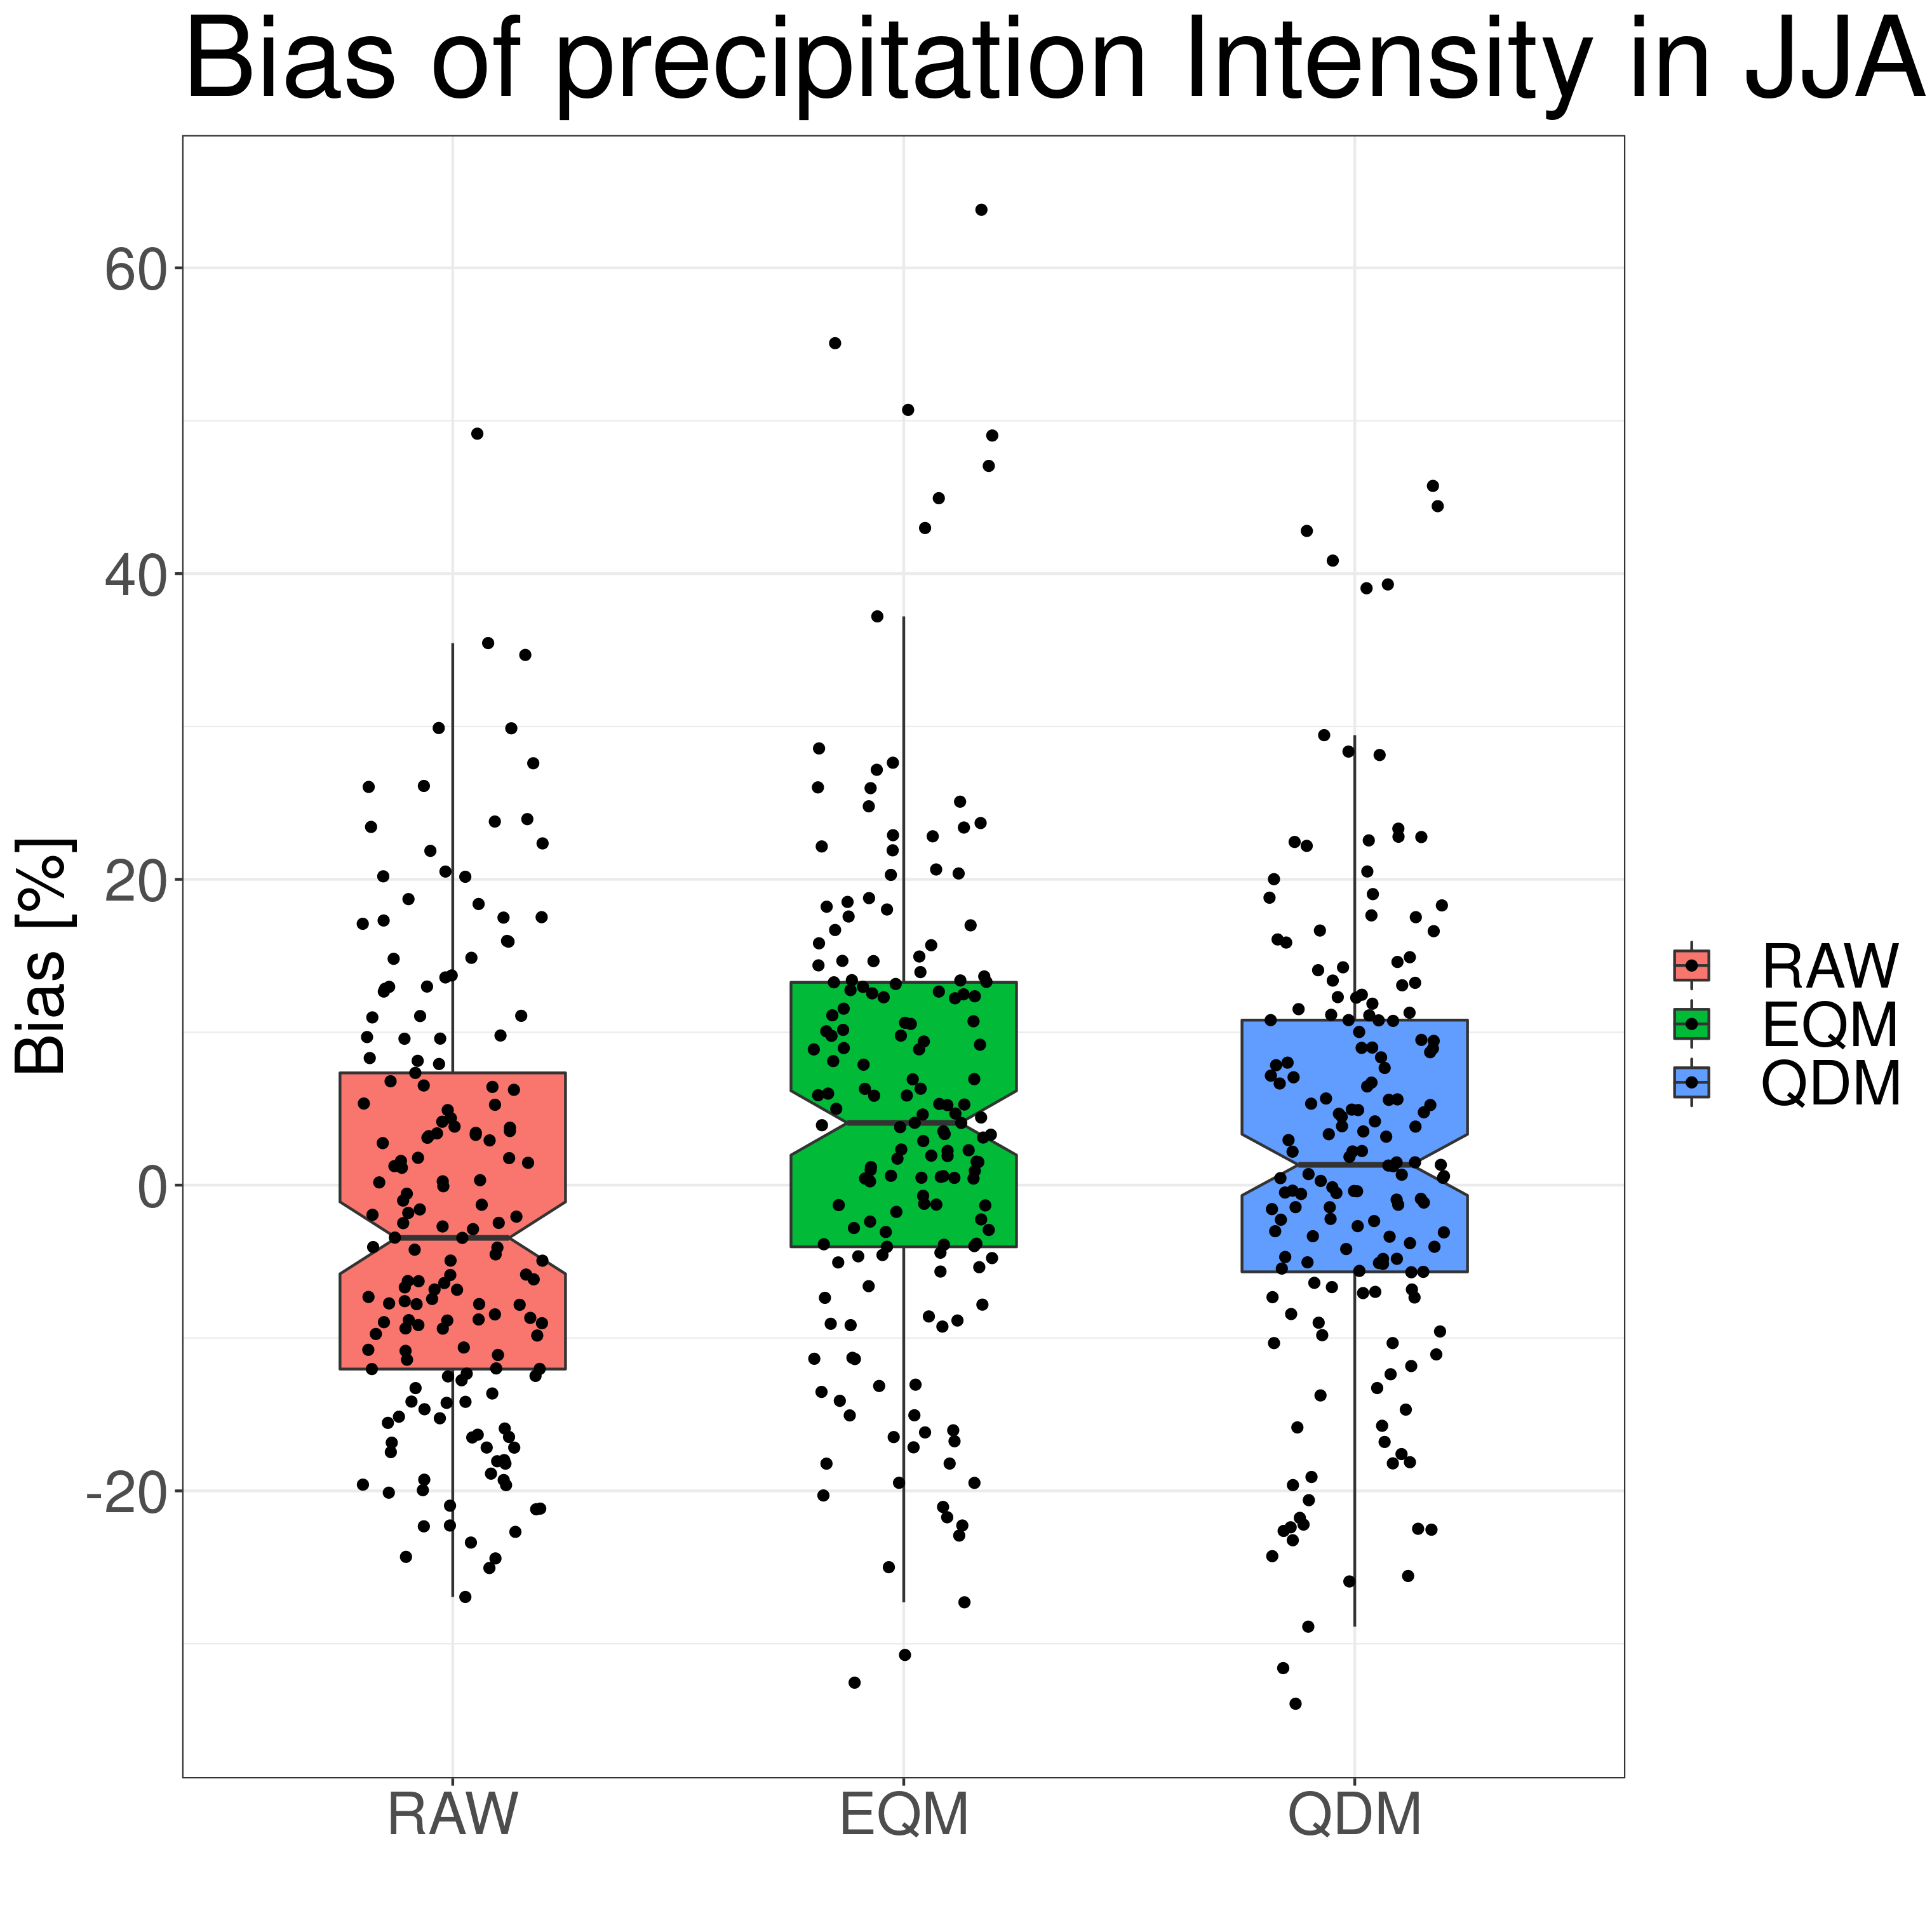 Bias of precipitation Intensity in JJA
Bias [%]
60
40
20
0
-20
RAW
EQM
QDM
RAW
EQM
QDM